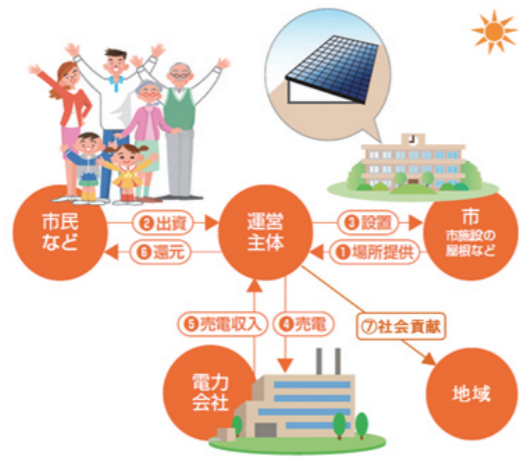 市民
など
❷出資
❻還元
運営
主体
❸設置
❶場所提供
市
市施設の
屋根など
❺売電収入
❹売電
⑦社会貢献
電力
会社
地域